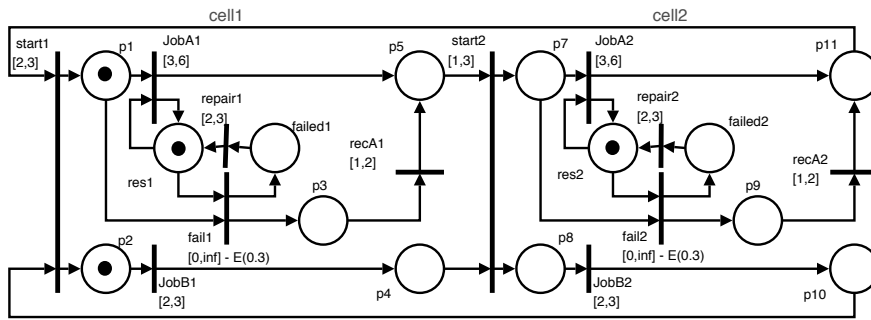 cell1
cell2
start1
[2,3]
p1
JobA1
[3,6]
p5
start2
[1,3]
p7
JobA2
[3,6]
p11
repair1
[2,3]
failed1
recA1
[1,2]
repair2
[2,3]
failed2
recA2
[1,2]
res1
p3
res2
p9
fail1
[0,inf] - E(0.3)
fail2
[0,inf] - E(0.3)
p2
JobB1
[2,3]
p4
p8
JobB2
[2,3]
p10